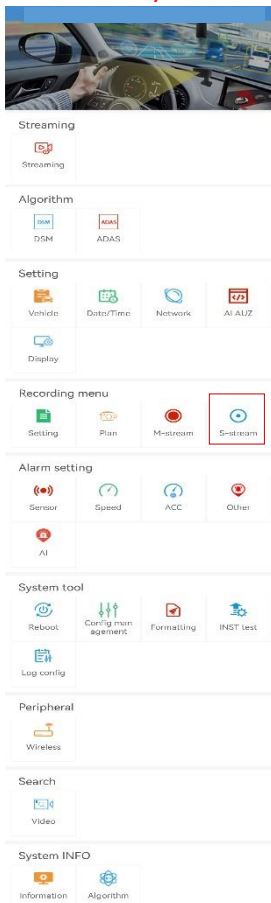 Streaming
Streaming
Algorithm
DSM
ADAS
DSM
ADAS
Setting
Vehicle
Date/Time
Network
AI AUZ
Display
Recording menu
Setting
Plan
M-stream
S-stream
Alarm setting
Sensor
Speed
ACC
Other
AI
System tool
Reboot
Config man
agement
Formatting
INST test
Log config
Peripheral
Wireless
Search
Video
System INFO
Information
Algorithm